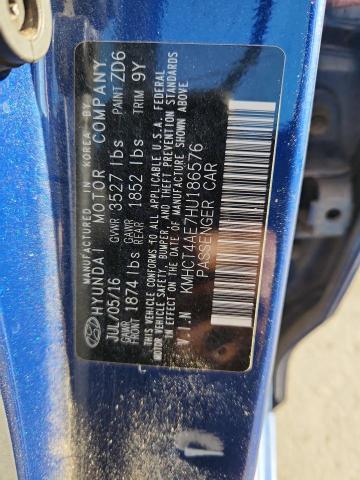 MANUFACTURED IN KOREA BY
HYUNDAI MOTOR COMPANY
JUL/05/16 GVWR 3527 lbs PAINT ZD6
GAWR FRONT 1874 lbs GAWR REAR 1852 lbs TRIM 9Y
THIS VEHICLE CONFORMS TO ALL APPLICABLE U.S.A. FEDERAL
MOTOR VEHICLE SAFETY, BUMPER, AND THEFT PREVENTION STANDARDS
IN EFFECT ON THE DATE OF MANUFACTURE SHOWN ABOVE
V.I.N KMHCT4AE7HU186576
PASSENGER CAR